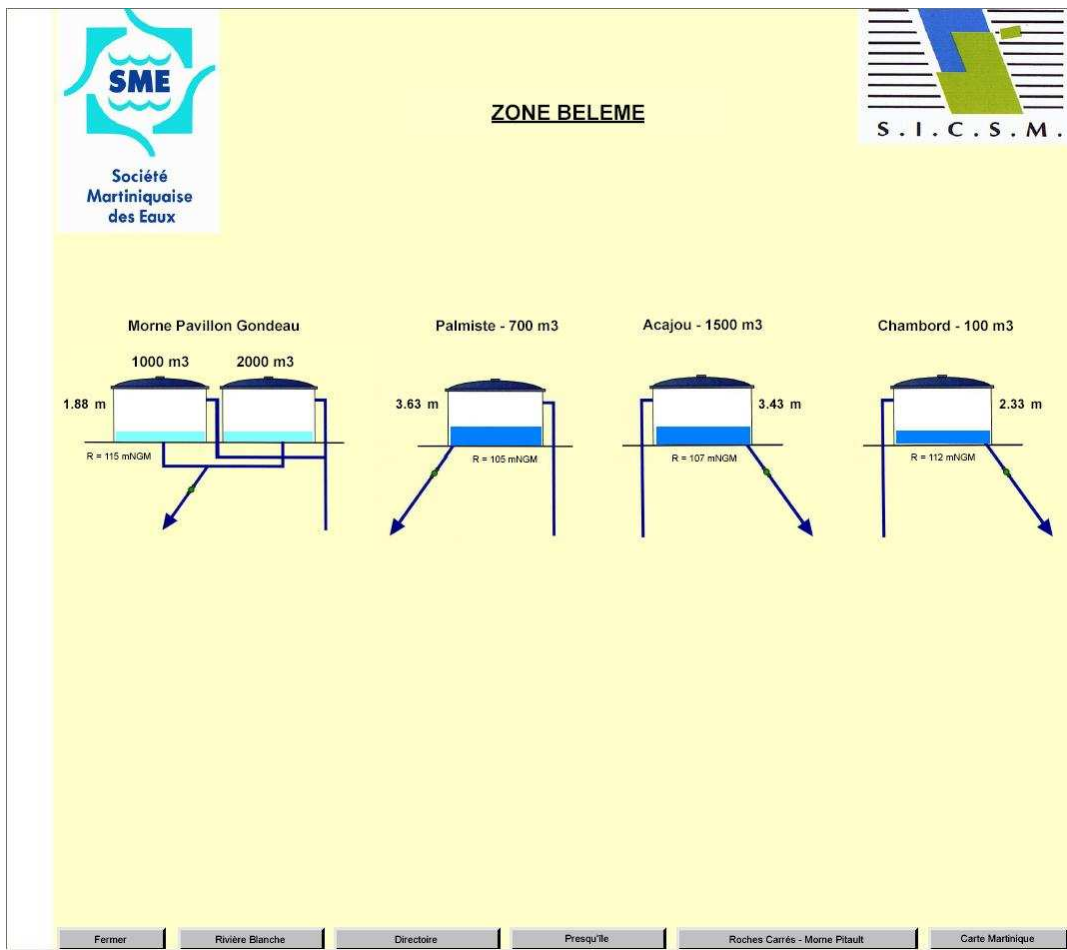 SME
Société
Martiniquaise
des Eaux
ZONE BELEME
S.I.C.S.M.
Morne Pavillon Gondeau
1000 m3 2000 m3
1.88 m
R = 115 mNGM
Palmiste - 700 m3
3.63 m
R = 105 mNGM
Acajou - 1500 m3
3.43 m
R = 107 mNGM
Chambord - 100 m3
2.33 m
R = 112 mNGM
Fermer
Rivière Blanche
Directoire
Presqu'île
Roches Carrés - Morne Pitault
Carte Martinique